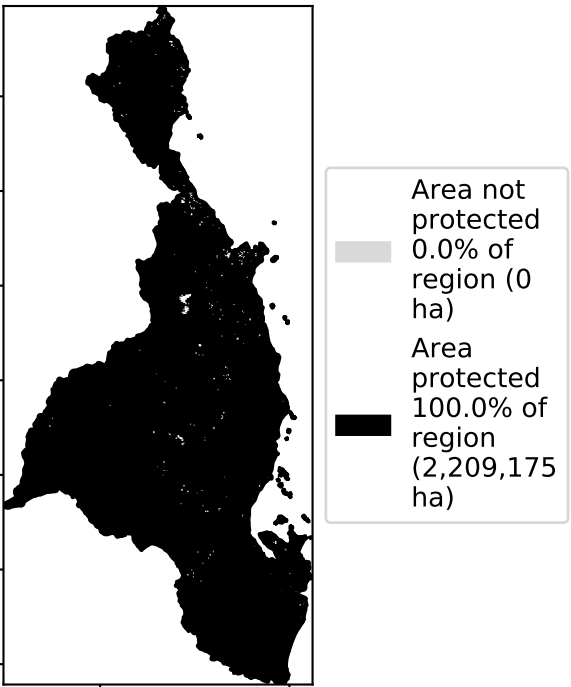 Area not
protected
0.0% of
region (0
ha)
Area
protected
100.0% of
region
(2,209,175
ha)